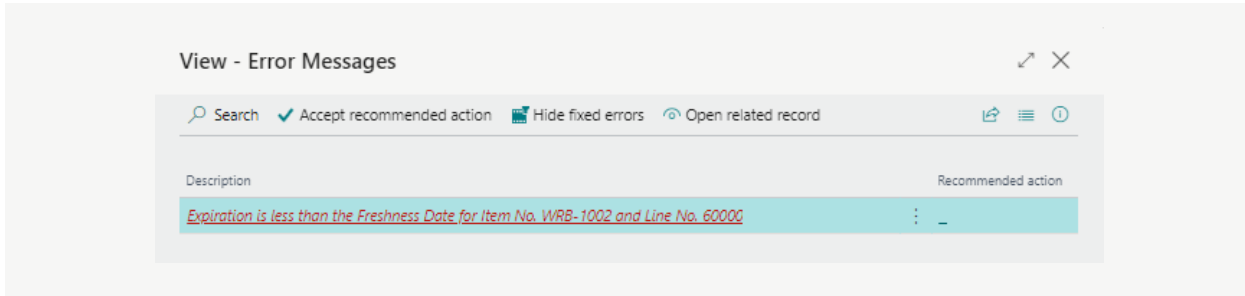 View - Error Messages
Search Accept recommended action Hide fixed errors Open related record
Description Recommended action
Expiration is less than the Freshness Date for Item No. WRB-1002 and Line No. 60000 _